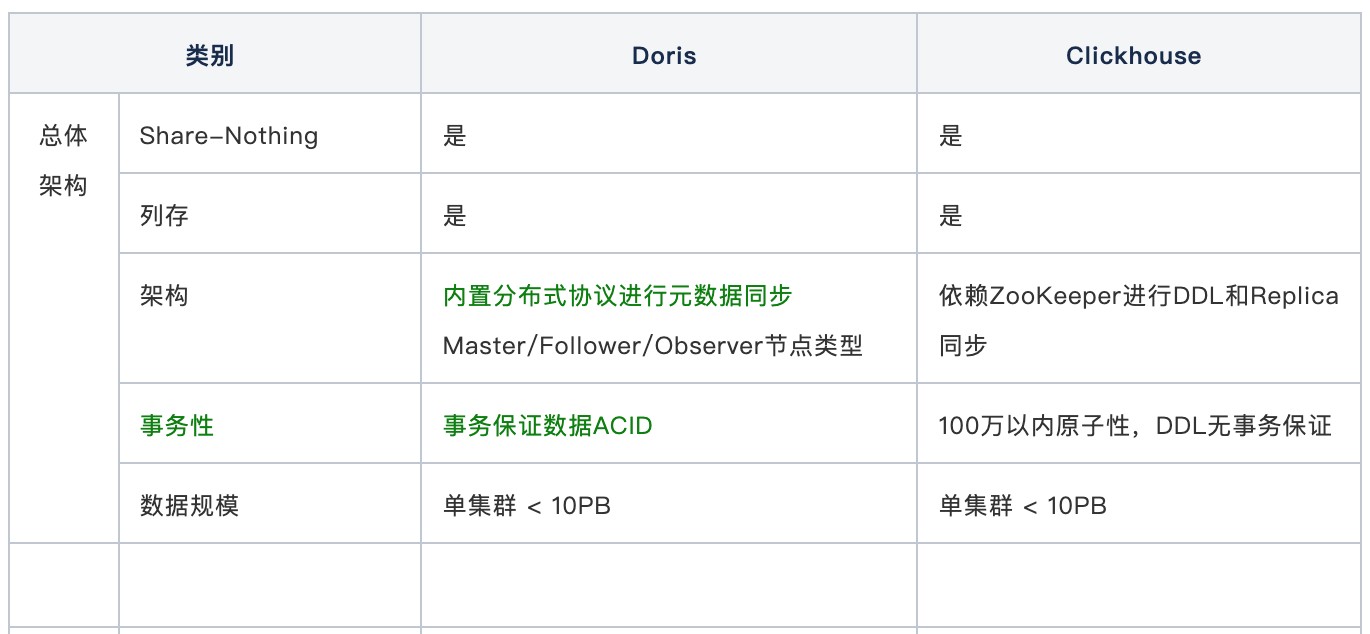 类别 Doris Clickhouse
总体 Share-Nothing 是 是
架构
列存 是 是
架构 内置分布式协议进行元数据同步 依赖ZooKeeper进行DDL和Replica
Master/Follower/Observer节点类型 同步
事务性 事务保证数据ACID 100万以内原子性，DDL无事务保证
数据规模 单集群 < 10PB 单集群 < 10PB